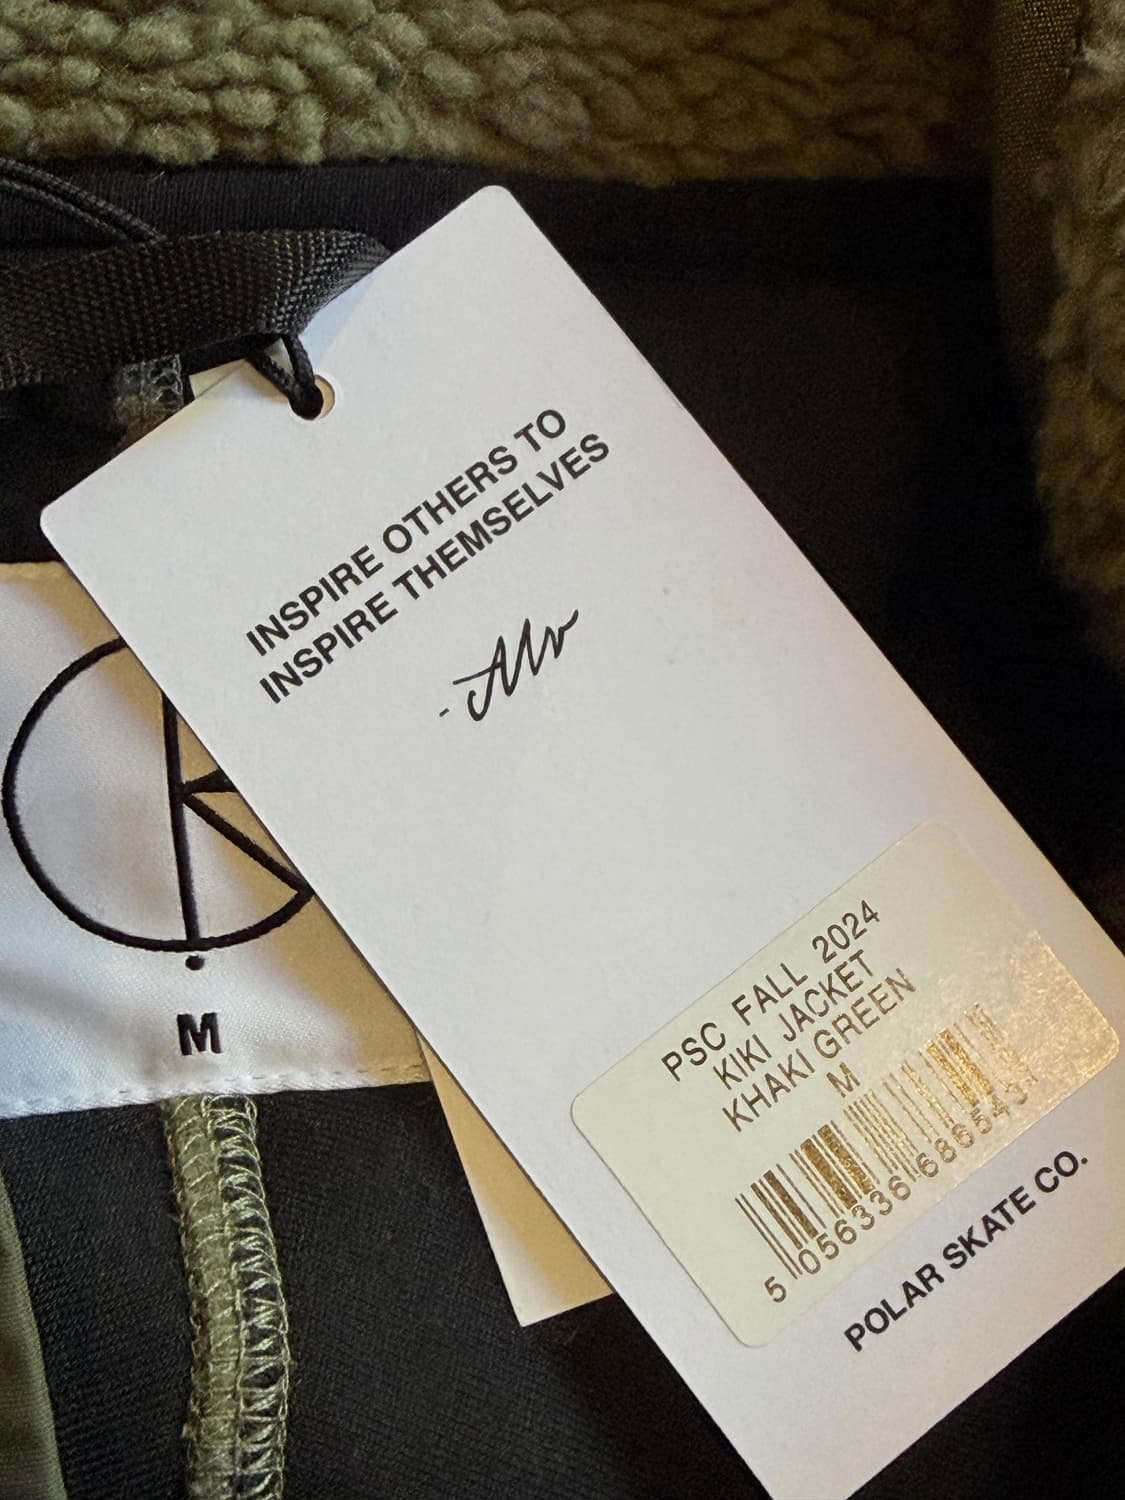 INSPIRE OTHERS TO
INSPIRE THEMSELVES
M
PSC FALL 2024
KIKI JACKET
KHAKI GREEN
M
POLAR SKATE CO.